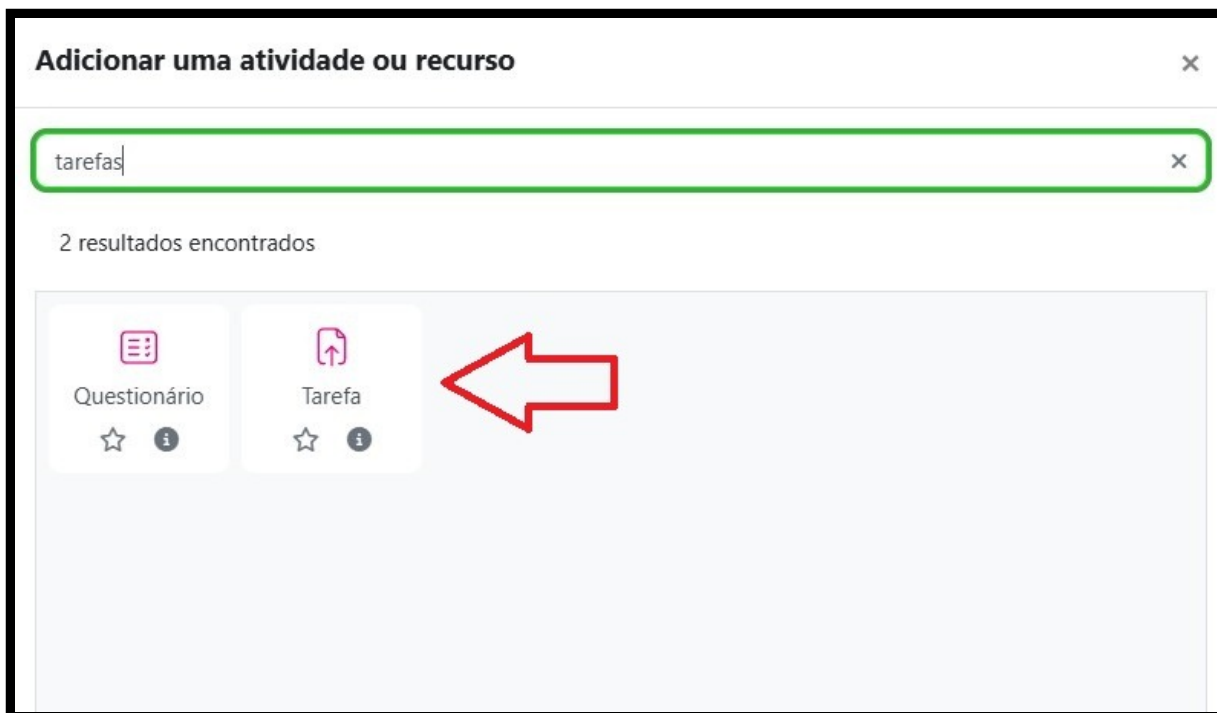 Adicionar uma atividade ou recurso
tarefas
2 resultados encontrados
Questionário
Tarefa